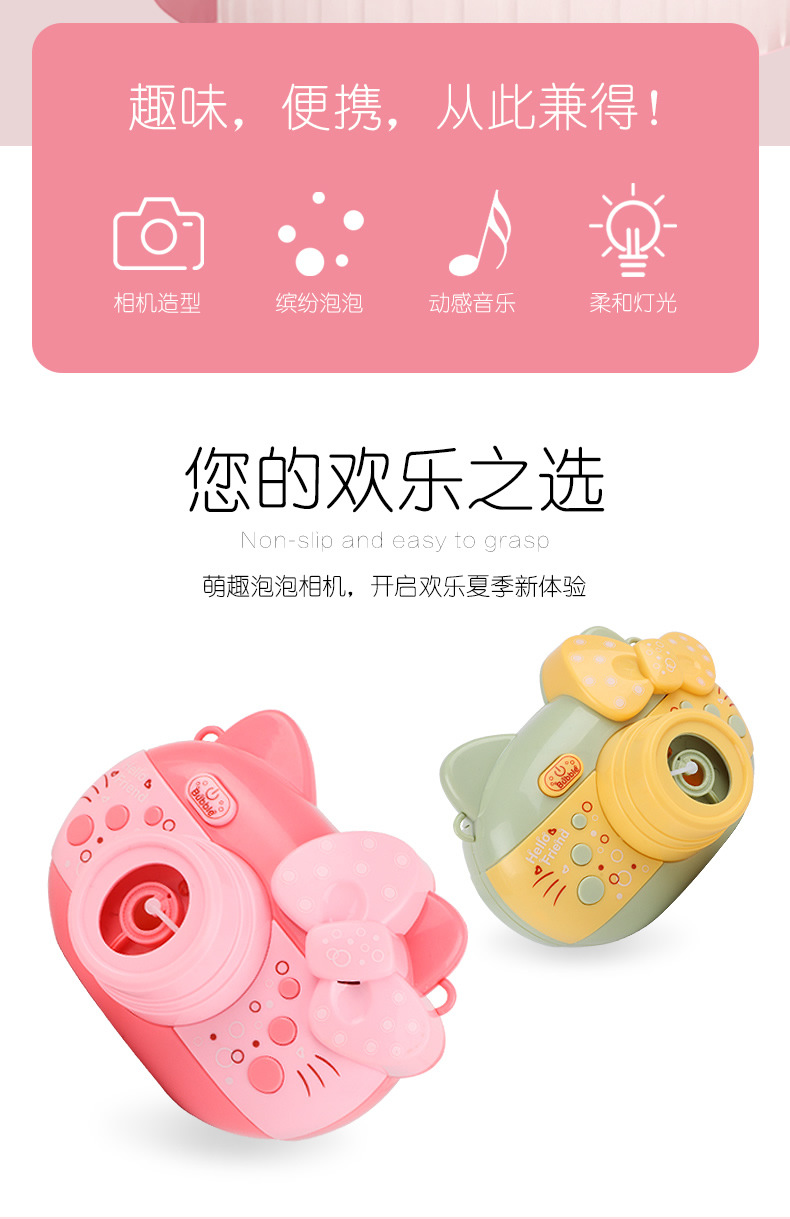 趣味，便携，从此兼得！
相机造型 缤纷泡泡 动感音乐 柔和灯光
您的欢乐之选
Non-slip and easy to grasp
萌趣泡泡相机，开启欢乐夏季新体验
Bubble
Hello
Friend
Hello
Friend
Bubble